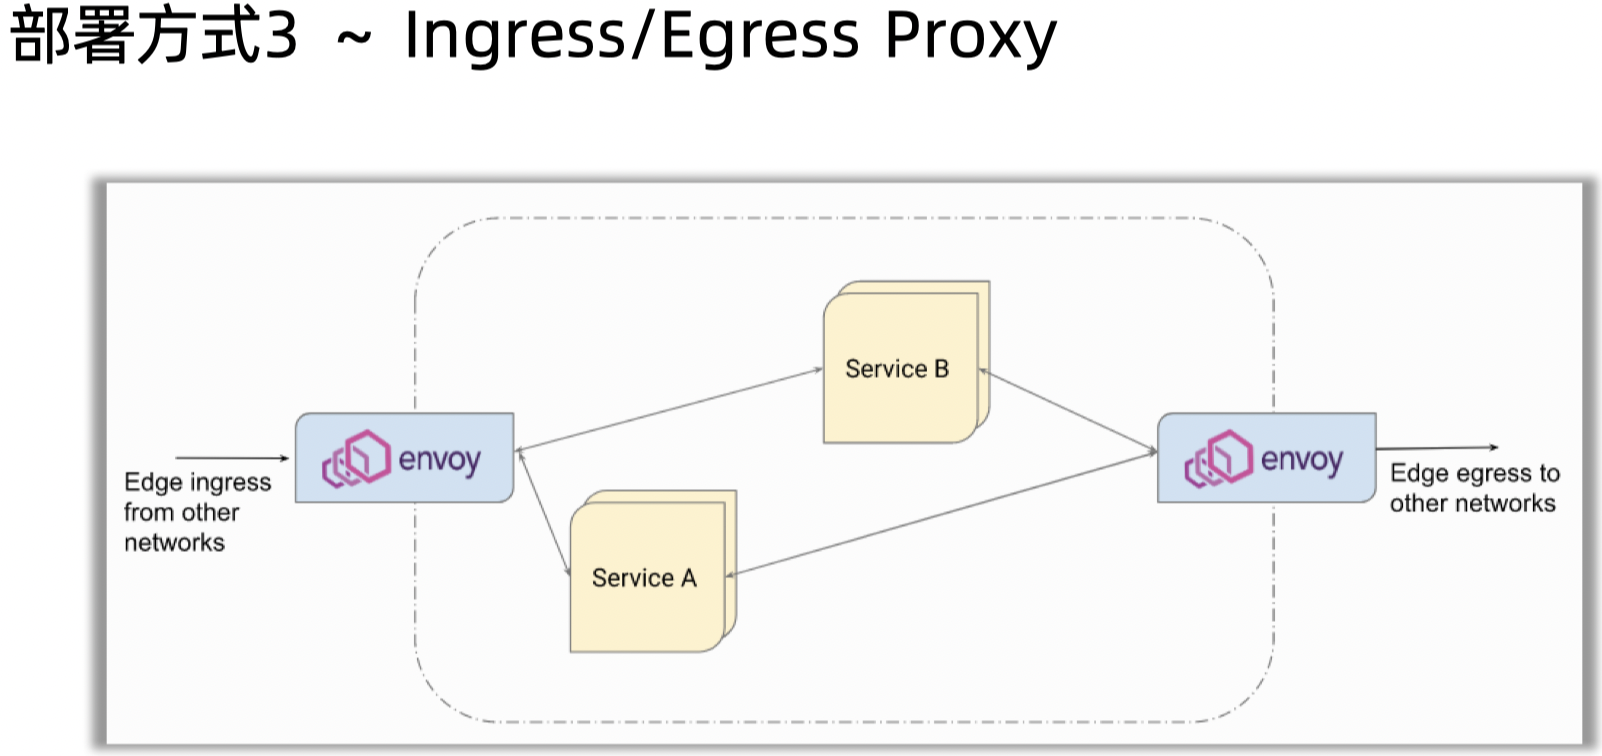 部署方式3 ~ Ingress/Egress Proxy
Service B
envoy
envoy
Edge ingress
from other
networks
Edge egress to
other networks
Service A